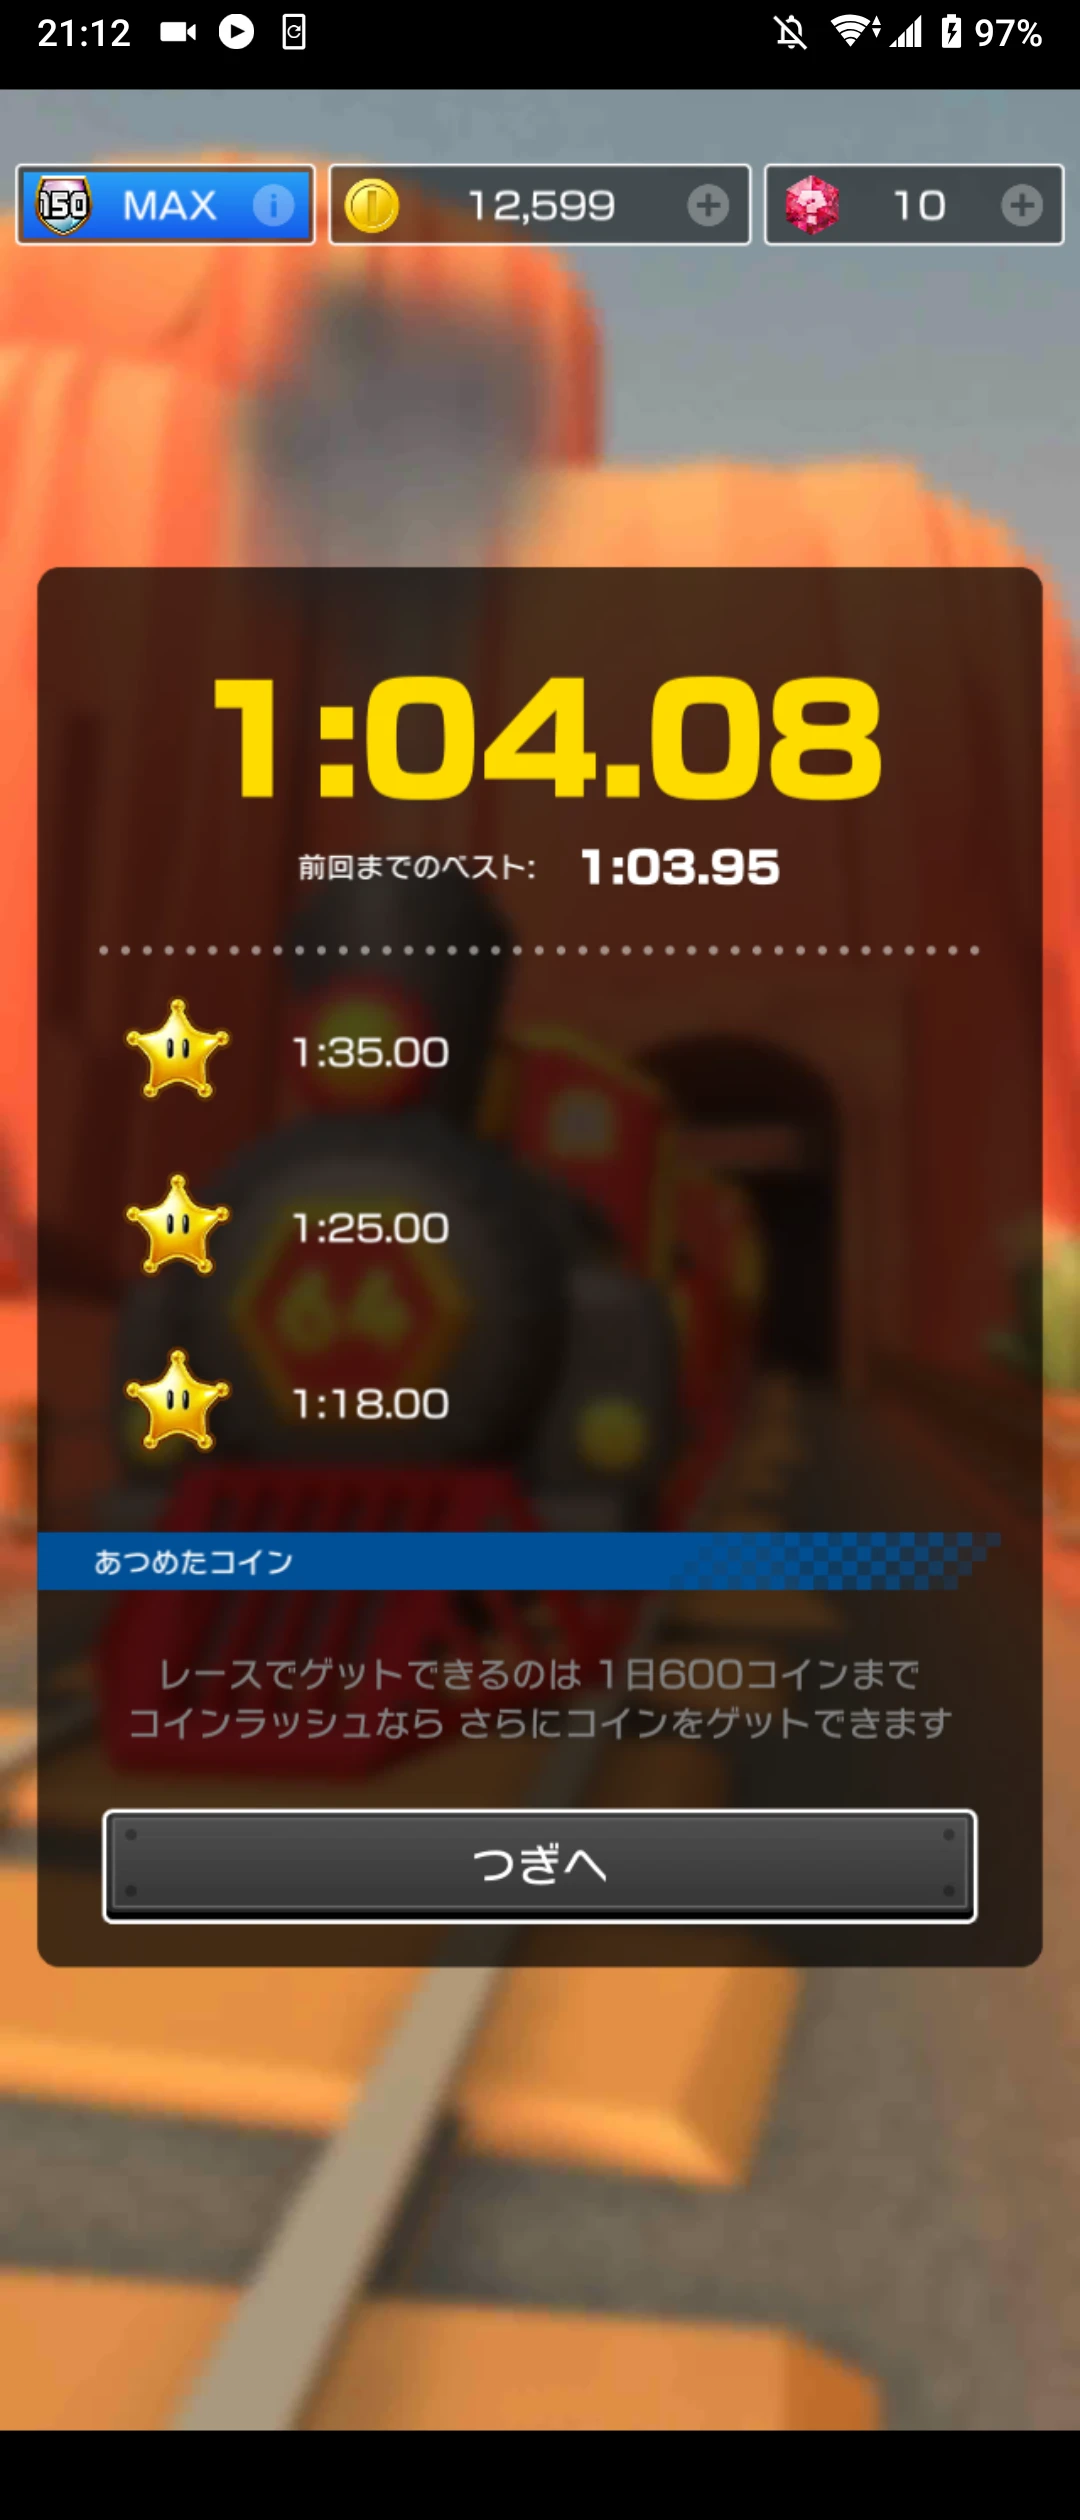 21:12
97%
150 MAX i
12,599
10
1:04.08
前回までのベスト: 1:03.95
1:35.00
1:25.00
64
1:18.00
あつめたコイン
レースでゲットできるのは 1日600コインまで
コインラッシュなら さらにコインをゲットできます
つぎへ